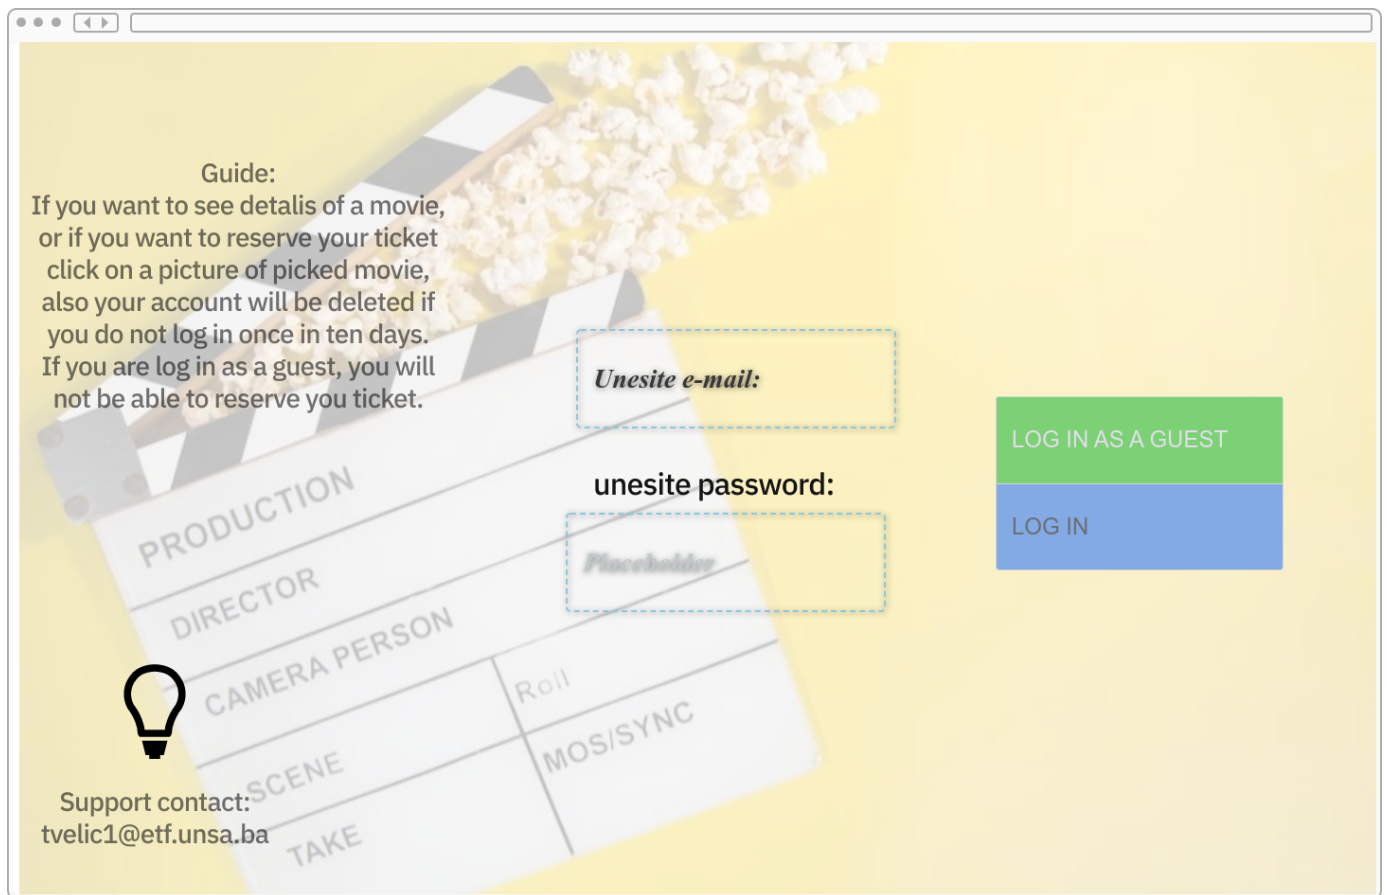 Guide:
If you want to see detalis of a movie,
or if you want to reserve your ticket
click on a picture of picked movie,
also your account will be deleted if
you do not log in once in ten days.
If you are log in as a guest, you will
not be able to reserve you ticket.
Unesite e-mail:
unesite password:
Placeholder
LOG IN AS A GUEST
LOG IN
PRODUCTION
DIRECTOR
CAMERA PERSON
Roll
SCENE
MOS/SYNC
TAKE
Support contact:
tvelic1@etf.unsa.ba